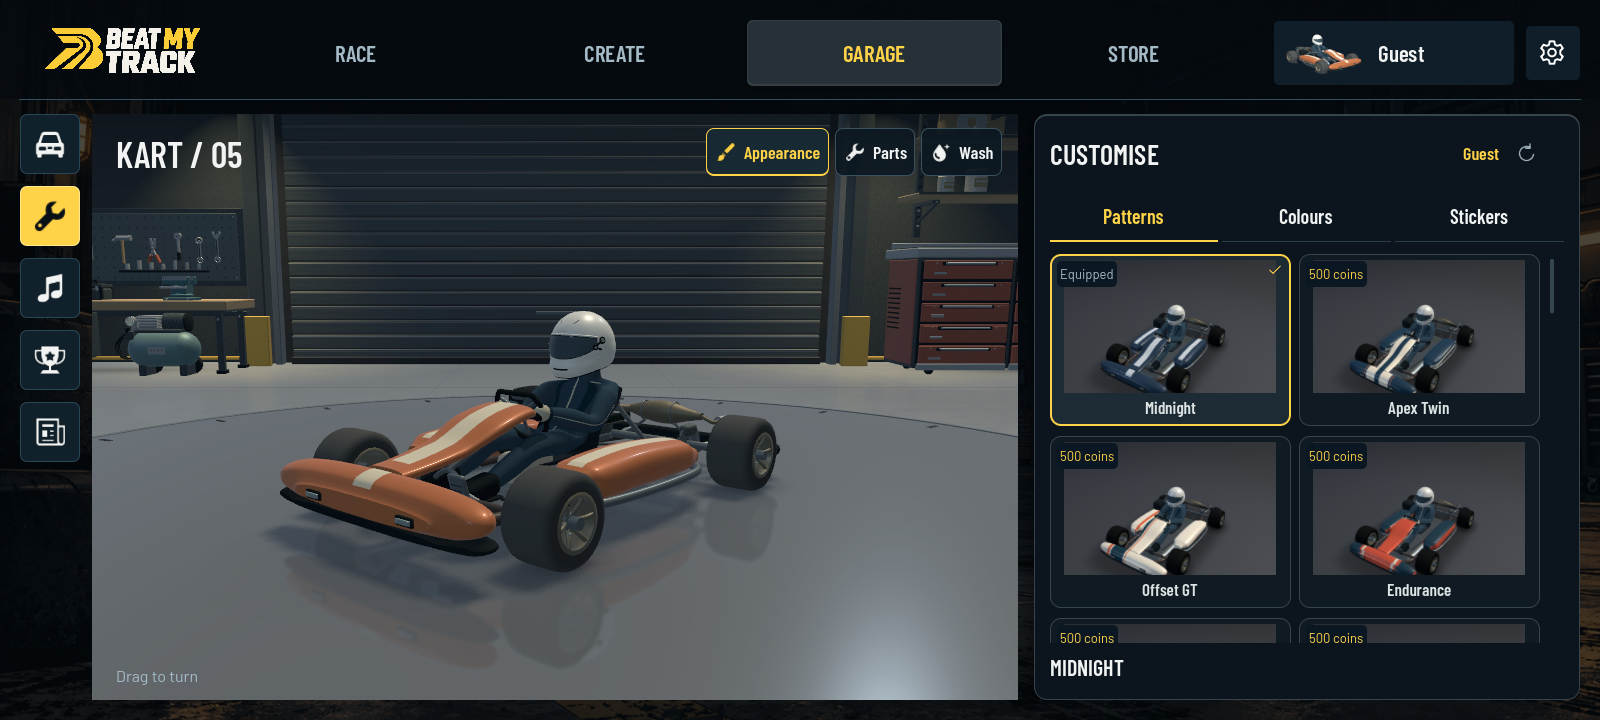 BEAT MY
TRACK
RACE
CREATE
GARAGE
STORE
Guest
KART / 05
Appearance
Parts
Wash
Drag to turn
CUSTOMISE
Guest
Patterns
Colours
Stickers
Equipped
Midnight
500 coins
Apex Twin
500 coins
Offset GT
500 coins
Endurance
500 coins
500 coins
MIDNIGHT